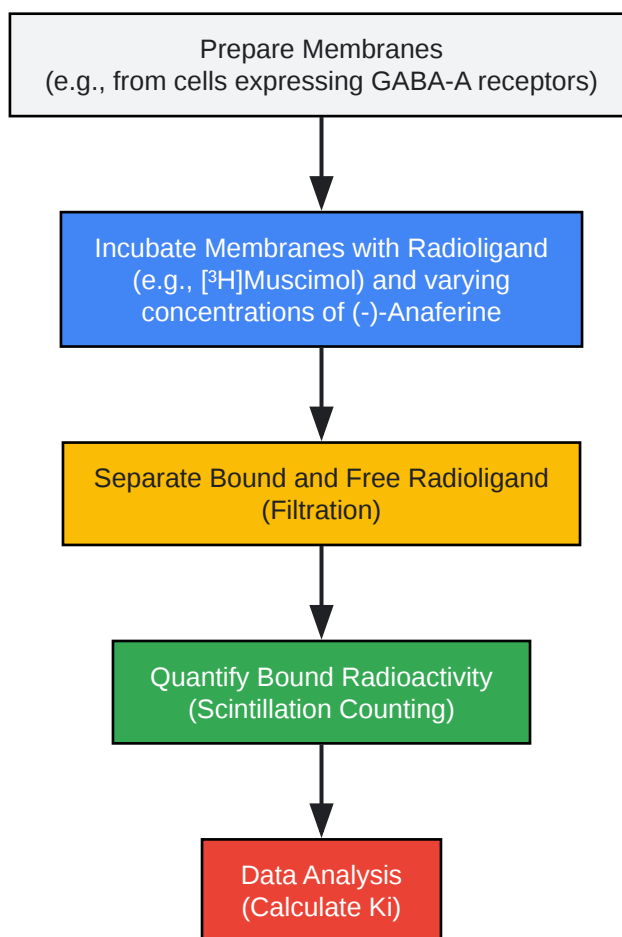 Prepare Membranes
(e.g., from cells expressing GABA-A receptors)
Incubate Membranes with Radioligand
(e.g., [³H]Muscimol) and varying
concentrations of (-)-Anaferine
Separate Bound and Free Radioligand
(Filtration)
Quantify Bound Radioactivity
(Scintillation Counting)
Data Analysis
(Calculate Ki)